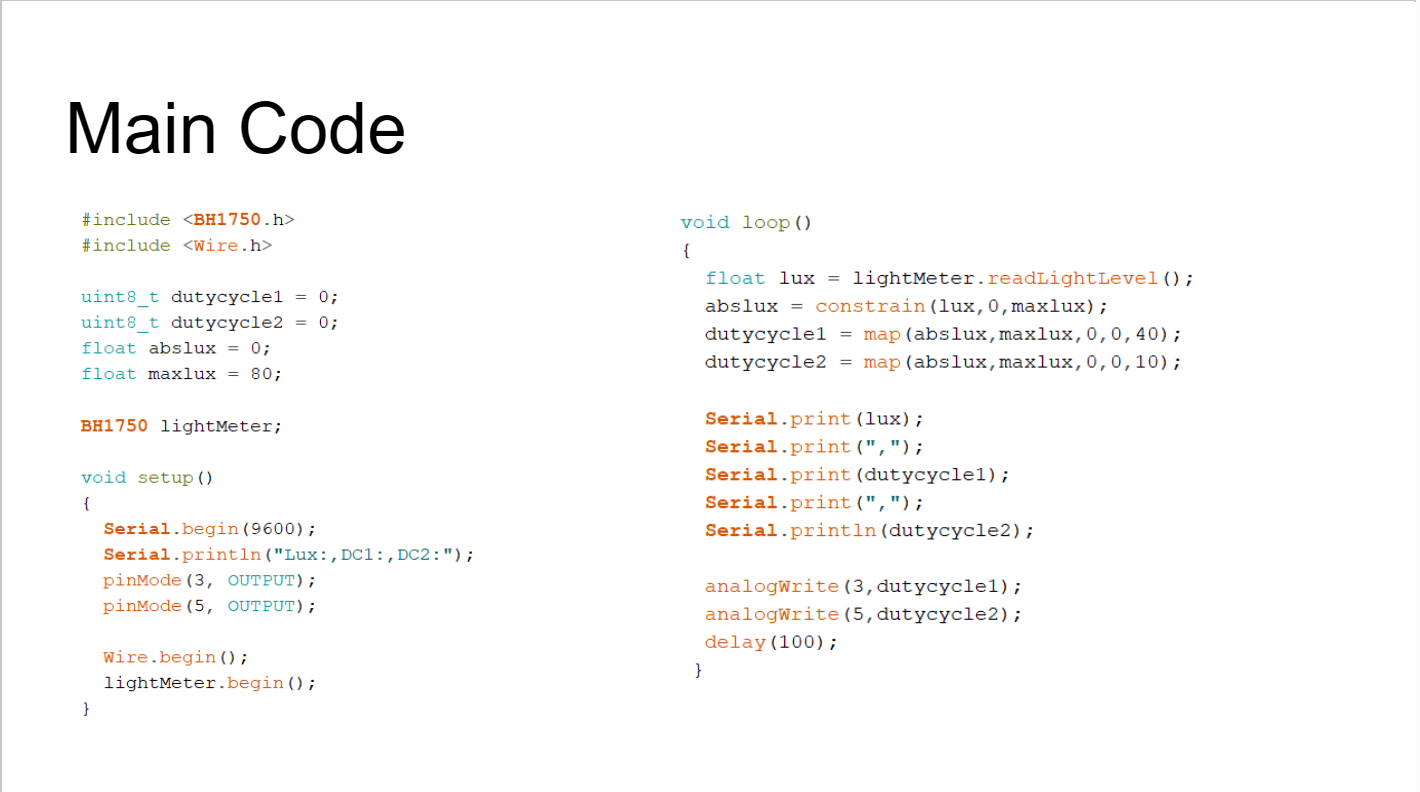 Main Code
#include <BH1750.h>
#include <Wire.h>
uint8_t dutycycle1 = 0;
uint8_t dutycycle2 = 0;
float abslux = 0;
float maxlux = 80;
BH1750 lightMeter;
void setup()
{
Serial.begin(9600);
Serial.println("Lux:,DC1:,DC2:");
pinMode(3, OUTPUT);
pinMode(5, OUTPUT);
Wire.begin();
lightMeter.begin();
}
void loop()
{
float lux = lightMeter.readLightLevel();
abslux = constrain(lux,0,maxlux);
dutycycle1 = map(abslux,maxlux,0,0,40);
dutycycle2 = map(abslux,maxlux,0,0,10);
Serial.print(lux);
Serial.print(",");
Serial.print(dutycycle1);
Serial.print(",");
Serial.println(dutycycle2);
analogWrite(3,dutycycle1);
analogWrite(5,dutycycle2);
delay(100);
}